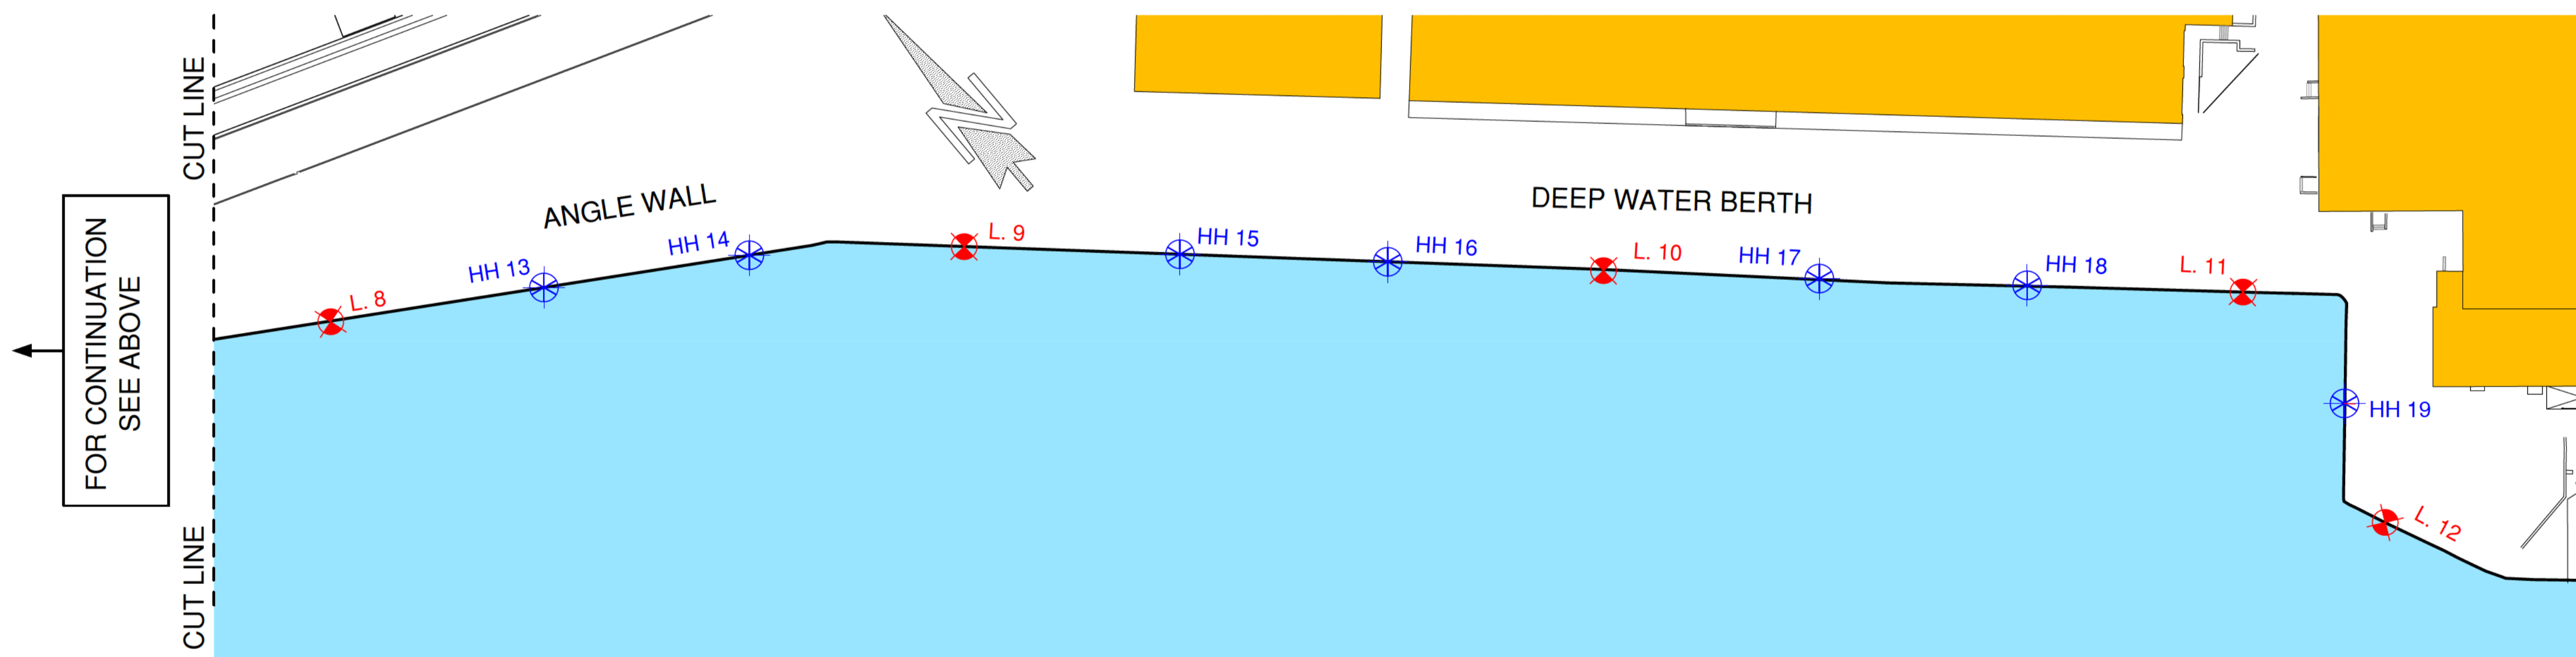 CUT LINE
FOR CONTINUATION
SEE ABOVE
CUT LINE
ANGLE WALL
N
DEEP WATER BERTH
L. 8
HH 13
HH 14
L. 9
HH 15
HH 16
L. 10
HH 17
HH 18
L. 11
HH 19
L. 12